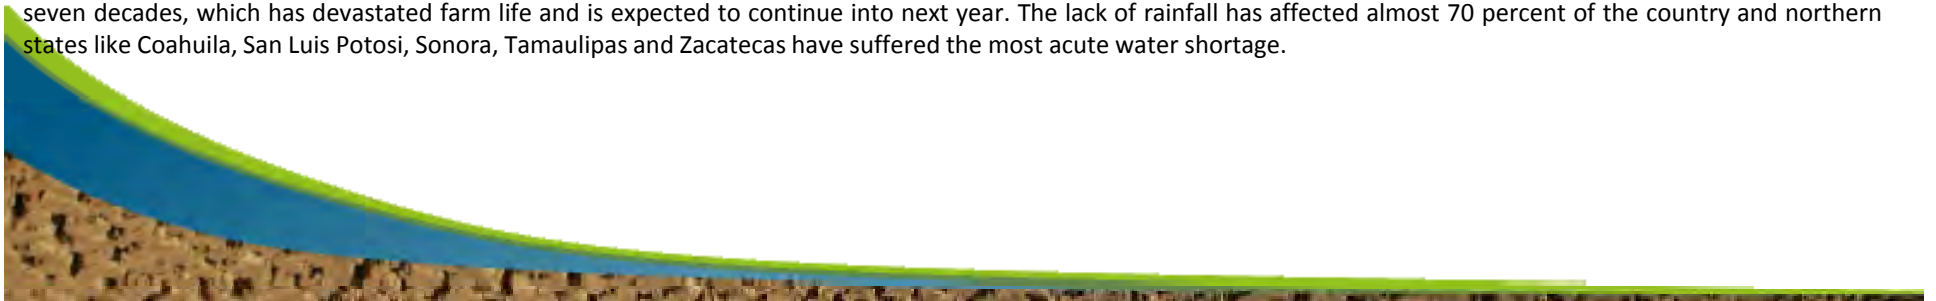 seven decades, which has devastated farm life and is expected to continue into next year. The lack of rainfall has affected almost 70 percent of the country and northern
states like Coahuila, San Luis Potosi, Sonora, Tamaulipas and Zacatecas have suffered the most acute water shortage.